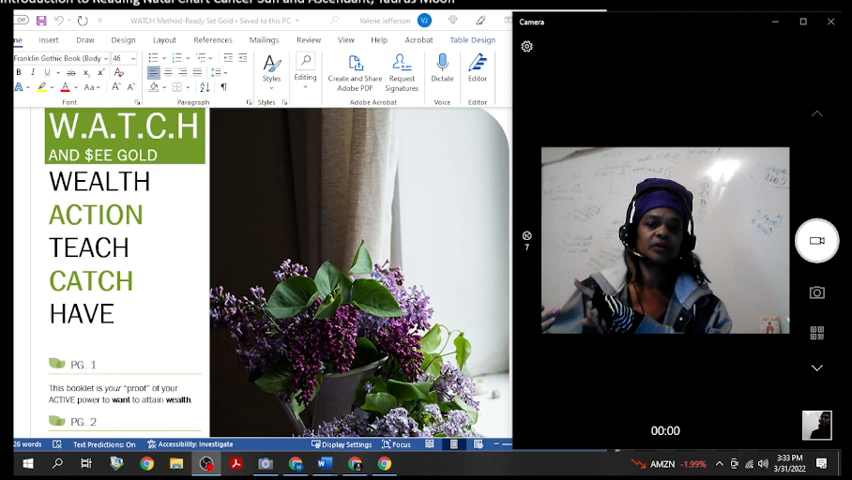 Introduction to Reading Natal Chart Cancer Sun and Ascendant, Taurus Moon
WATCH Method-Ready Set Gold • Saved to this PC
Valerie Jefferson
VJ
Camera
Design
Layout
References
Mailings
Review
View
Help
Acrobat
Table Design
Franklin Gothic Book (Body
46
Styles
Editing
Create and Share
Adobe PDF
Request
Signatures
Dictate
Editor
Font
Paragraph
Styles
Adobe Acrobat
Voice
Editor
W.A.T.C.H
AND $EE GOLD
WEALTH
ACTION
TEACH
CATCH
HAVE
PG. 1
This booklet is your "proof" of your
ACTIVE power to want to attain wealth.
PG. 2
7
00:00
26 words
Text Predictions: On
Accessibility: Investigate
Display Settings
Focus
AMZN -1.99%
3:33 PM
3/31/2022